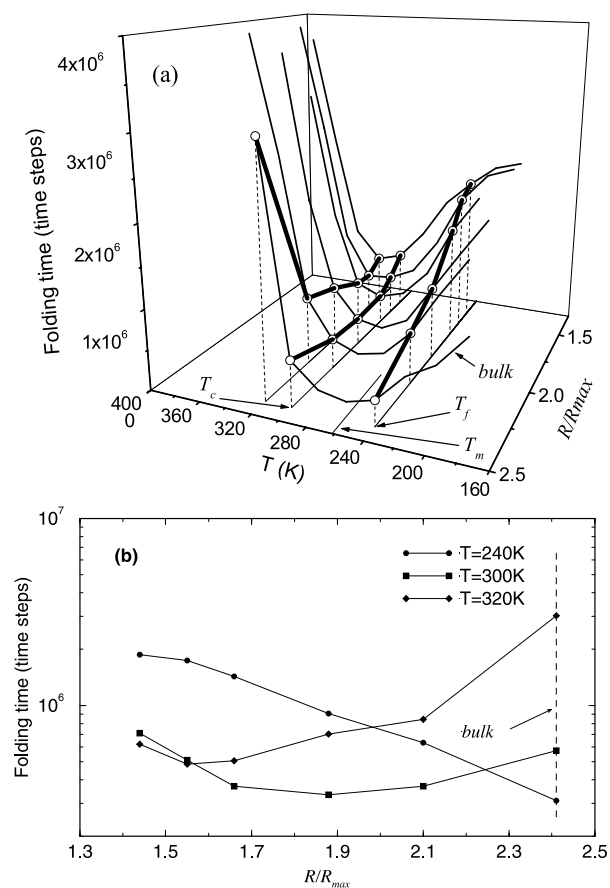 (a)
Folding time (time steps)
4x10⁶
3x10⁶
2x10⁶
1x10⁶
0
400
360
320
280
240
200
160
T (K)
1.5
2.0
2.5
R/Rmax
bulk
T_c
T_f
T_m
(b)
Folding time (time steps)
10⁷
10⁶
T=240K
T=300K
T=320K
bulk
1.3
1.5
1.7
1.9
2.1
2.3
2.5
R/R_max